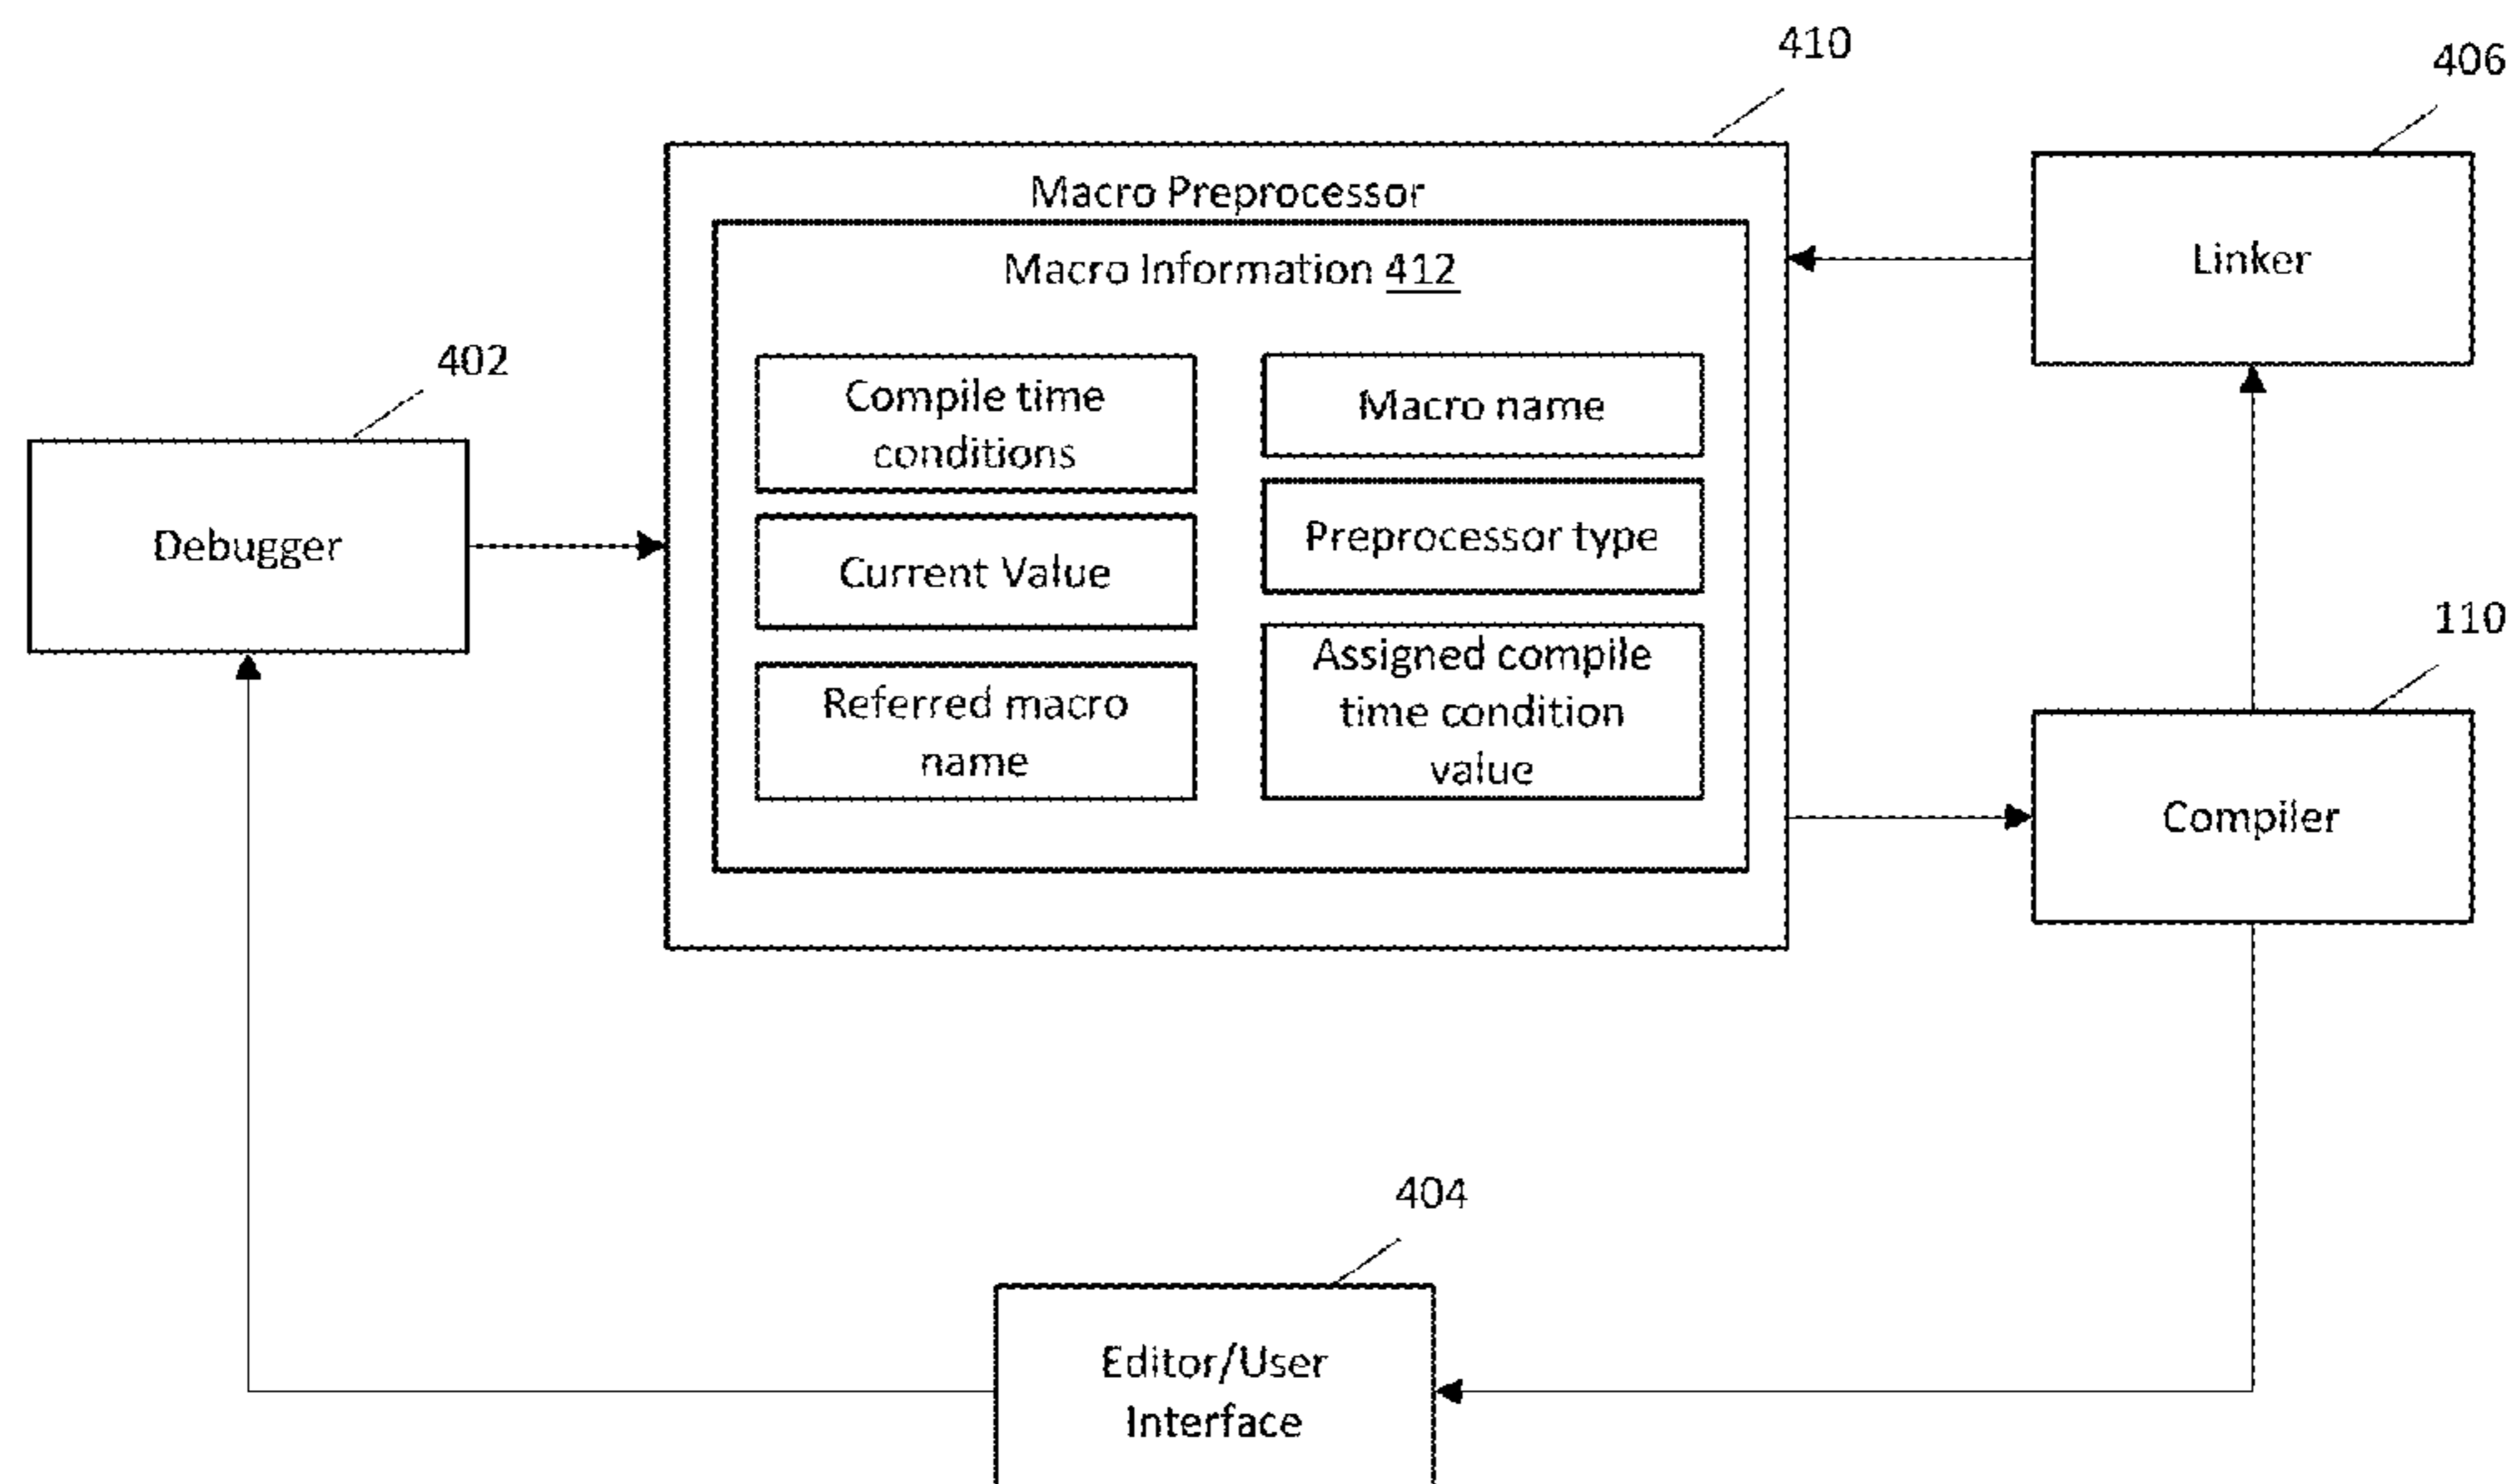 410
406
Macro Preprocessor
Macro Information 412
Linker
402
Compile time
conditions
Macro name
Debugger
Current Value
Preprocessor type
Referred macro
name
Assigned compile
time condition
value
110
Compiler
404
Editor/User
Interface